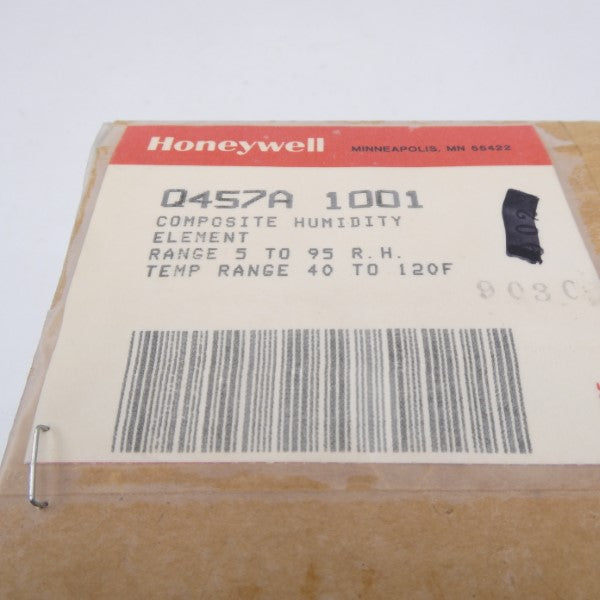 Honeywell MINNEAPOLIS, MN 55422
Q457A 1001
COMPOSITE HUMIDITY
ELEMENT
RANGE 5 TO 95 R.H.
TEMP RANGE 40 TO 120F